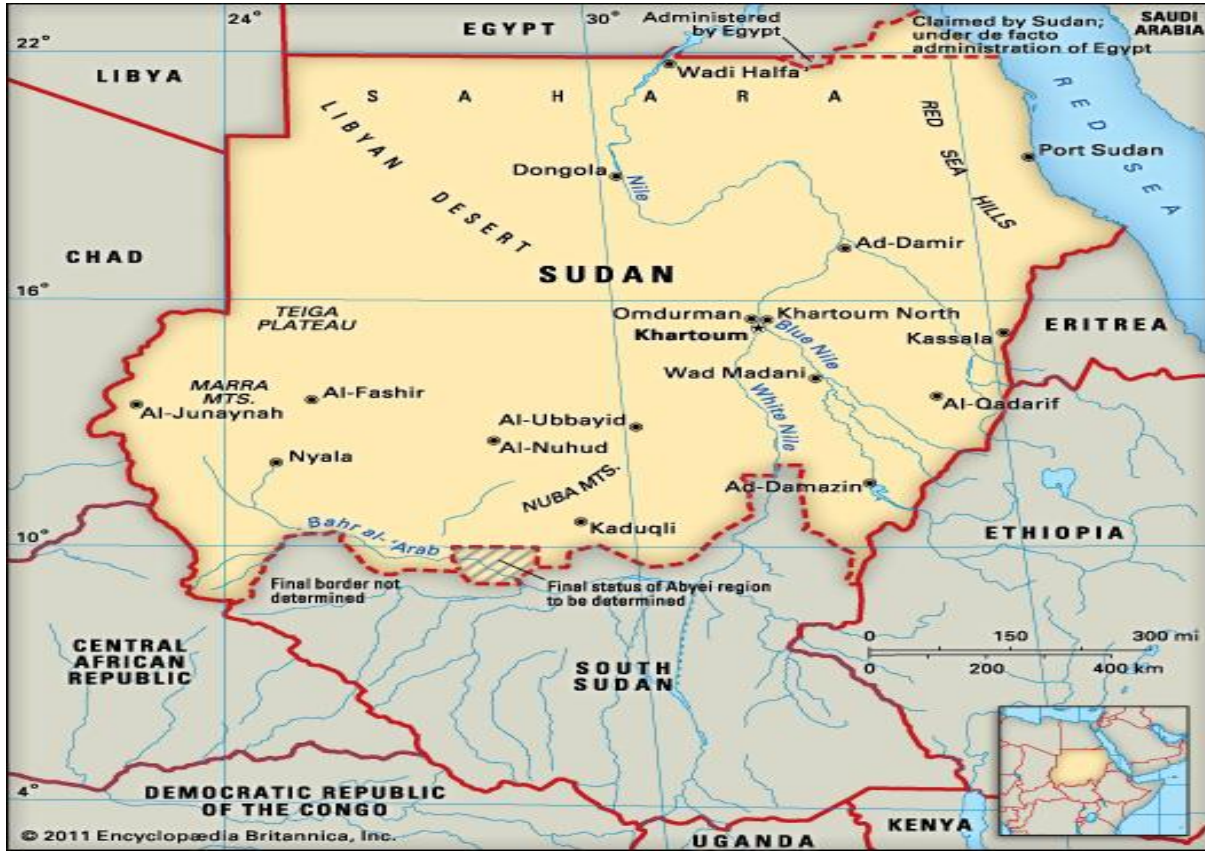 24°
30°
EGYPT
Administered
by Egypt
Claimed by Sudan;
under de facto
administration of Egypt
SAUDI
ARABIA
22°
LIBYA
Wadi Halfa'
S A H A R A
LIBYAN DESERT
RED SEA HILLS
RED SEA
Port Sudan
Dongola
Nile
CHAD
Ad-Damir
SUDAN
16°
TEIGA
PLATEAU
Omdurman
Khartoum North
Khartoum
Blue Nile
Kassala
ERITREA
Wad Madani
MARRA
MTS.
Al-Fashir
Al-Junaynah
White Nile
Al-Qadarif
Al-Ubbayid
Al-Nuhud
Nyala
NUBA MTS.
Ad-Damazin
Kaduqli
10°
Bahr al-'Arab
ETHIOPIA
Final border not
determined
Final status of Abyei region
to be determined
CENTRAL
AFRICAN
REPUBLIC
SOUTH
SUDAN
0 150 300 mi
0 200 400 km
4°
DEMOCRATIC REPUBLIC
OF THE CONGO
UGANDA
KENYA
© 2011 Encyclopædia Britannica, Inc.